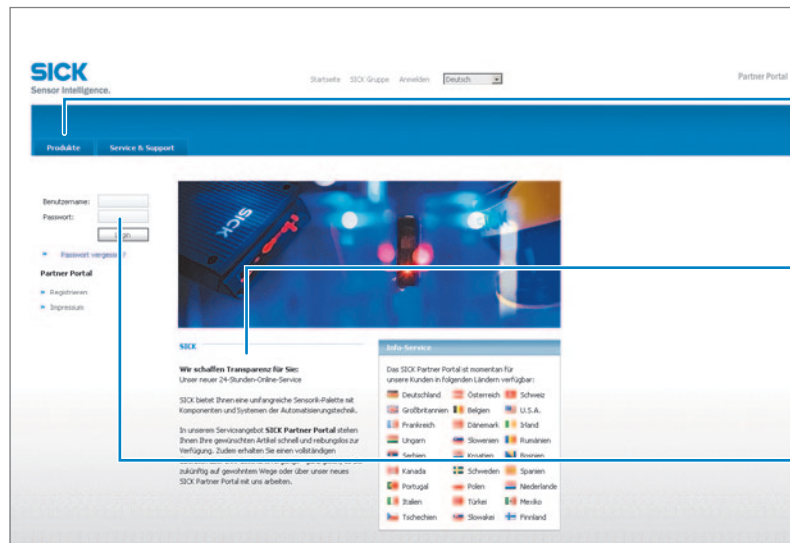 SICK
Sensor Intelligence.
Startseite SICK Gruppe Anmelden Deutsch
Partner Portal
Produkte Service & Support
Benutzername:
Passwort:
Login
Passwort vergessen?
Partner Portal
Registrieren
Impressum
SICK
SICK
SICK
Wir schaffen Transparenz für Sie:
Unser neuer 24-Stunden-Online-Service
SICK bietet Ihnen eine umfangreiche Sensorik-Palette mit
Komponenten und Systemen der Automatisierungstechnik.
In unserem Serviceangebot SICK Partner Portal stehen
Ihnen Ihre gewünschten Artikel schnell und reibungslos zur
Verfügung. Zudem erhalten Sie einen vollständigen
zukünftig auf gewohntem Wege oder über unser neues
SICK Partner Portal mit uns arbeiten.
Info-Service
Das SICK Partner Portal ist momentan für
unsere Kunden in folgenden Ländern verfügbar:
Deutschland Österreich Schweiz
Großbritannien Belgien U.S.A.
Frankreich Dänemark Irland
Ungarn Slowenien Rumänien
Serbien Kroatien Bosnien
Kanada Schweden Spanien
Portugal Polen Niederlande
Italien Türkei Mexiko
Tschechien Slowakei Finnland